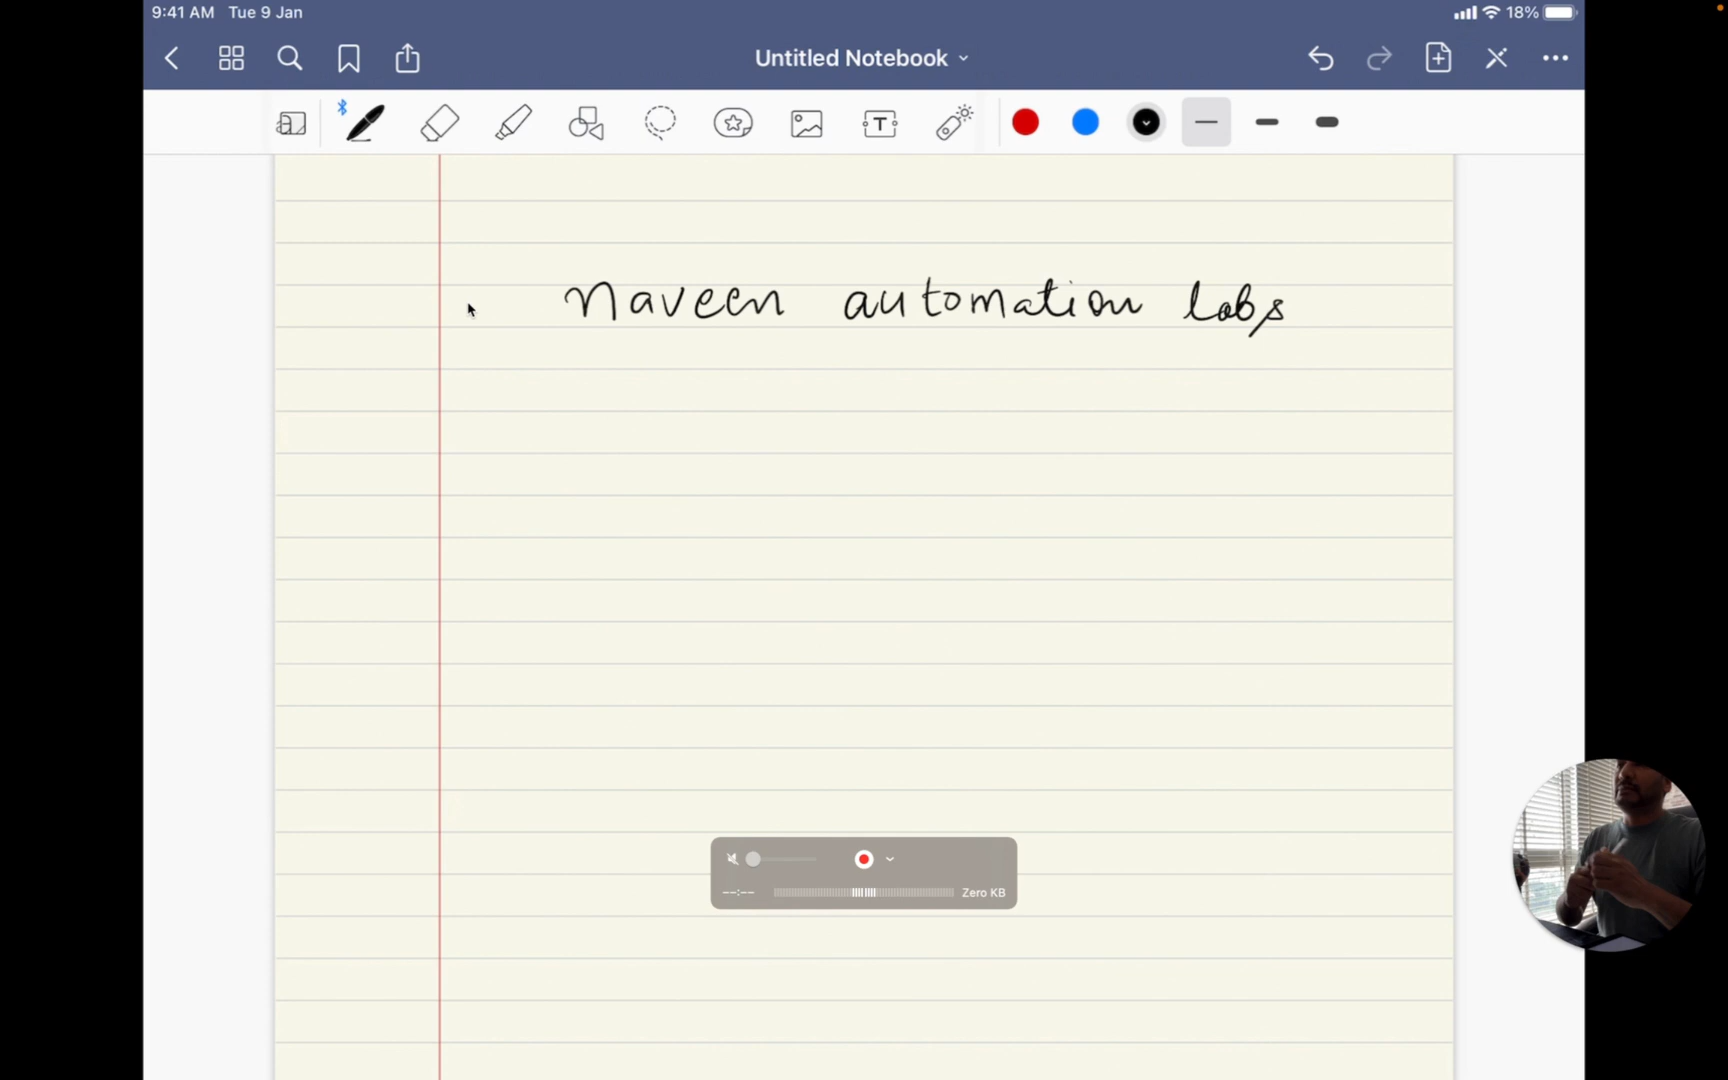 9:41 AM Tue 9 Jan 18%
Untitled Notebook
T
naveen automation labs
--:-- Zero KB